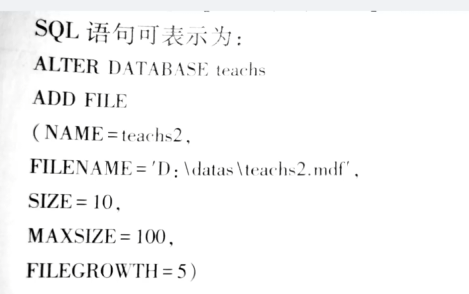 SQL 语句可表示为:
ALTER DATABASE teachs
ADD FILE
(NAME=teachs2,
FILENAME='D:\datas\teachs2.mdf',
SIZE=10,
MAXSIZE=100,
FILEGROWTH=5)